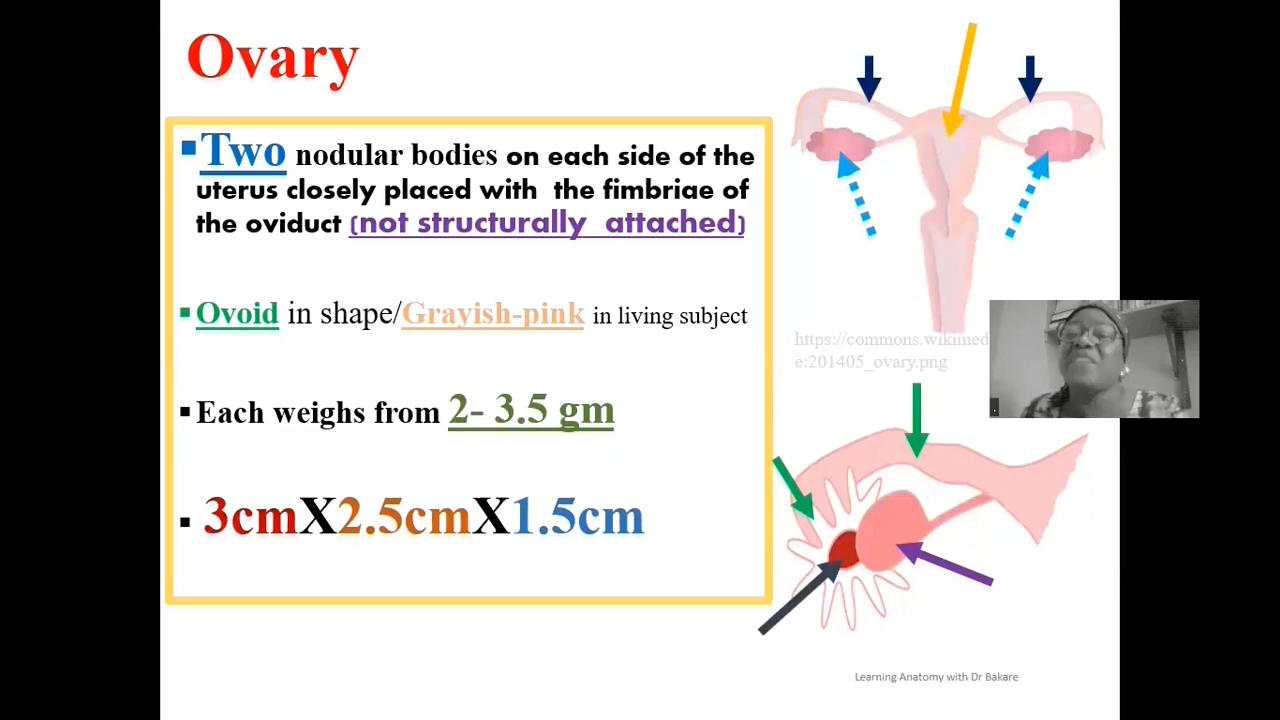 Ovary
Two nodular bodies on each side of the
uterus closely placed with the fimbriae of
the oviduct (not structurally attached)
Ovoid in shape/Grayish-pink in living subject
Each weighs from 2- 3.5 gm
3cmX2.5cmX1.5cm
https://commons.wikimed
e:201405_ovary.png
Learning Anatomy with Dr Bakare